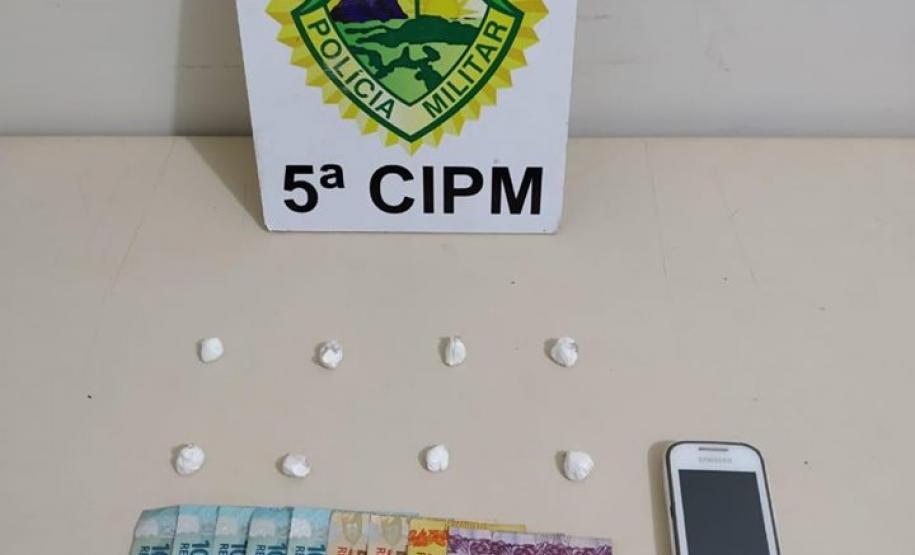 POLÍCIA MILITAR
5ª CIPM
SAMSUNG